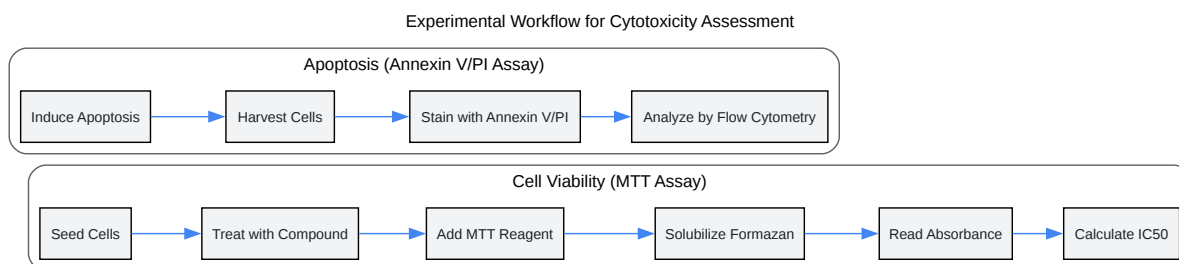 Experimental Workflow for Cytotoxicity Assessment
Apoptosis (Annexin V/PI Assay)
Induce Apoptosis
Harvest Cells
Stain with Annexin V/PI
Analyze by Flow Cytometry
Cell Viability (MTT Assay)
Seed Cells
Treat with Compound
Add MTT Reagent
Solubilize Formazan
Read Absorbance
Calculate IC50